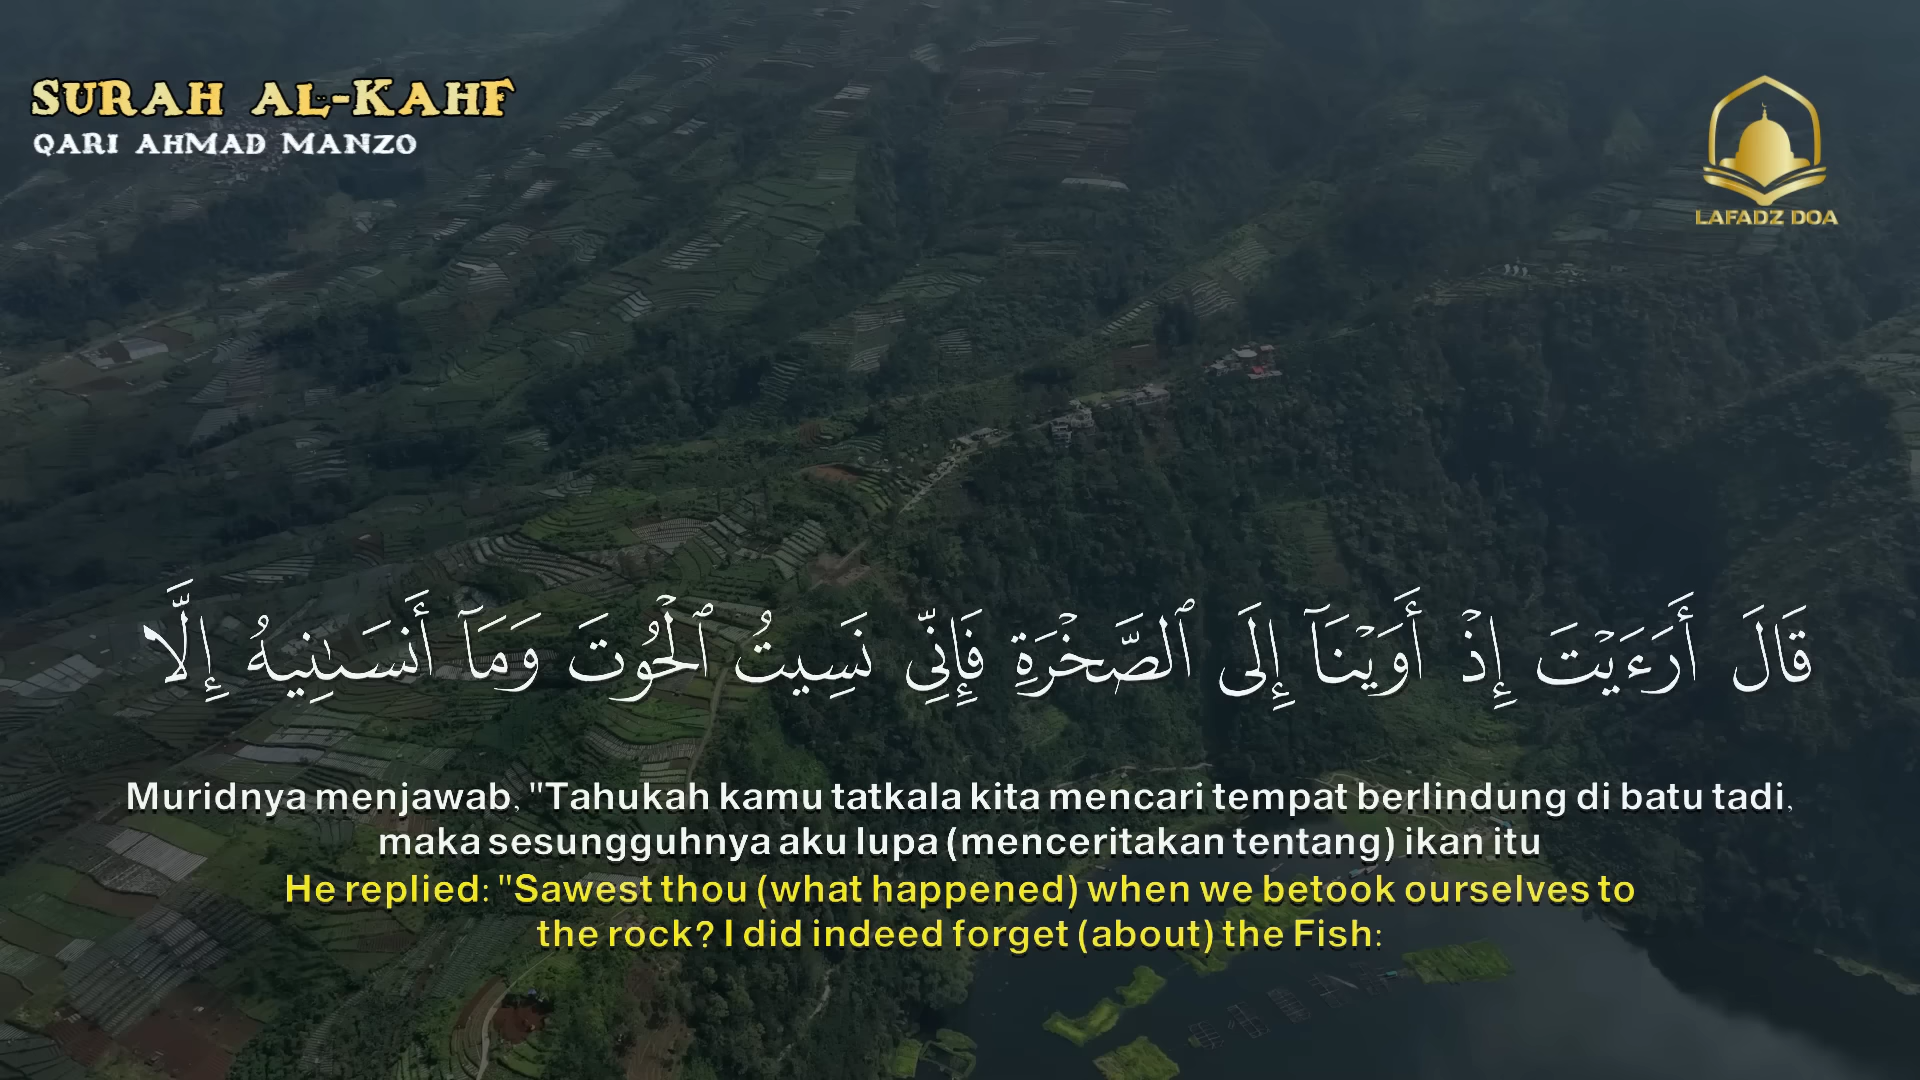 SURAH AL-KAHF
QARI AHMAD MANZO
LAFADZ DOA
قَالَ أَرَءَيْتَ إِذْ أَوَيْنَآ إِلَى ٱلصَّخْرَةِ فَإِنِّى نَسِيتُ ٱلْحُوتَ وَمَآ أَنسَىٰنِيهُ إِلَّا
Muridnya menjawab, "Tahukah kamu tatkala kita mencari tempat berlindung di batu tadi,
maka sesungguhnya aku lupa (menceritakan tentang) ikan itu
He replied: "Sawest thou (what happened) when we betook ourselves to
the rock? I did indeed forget (about) the Fish: